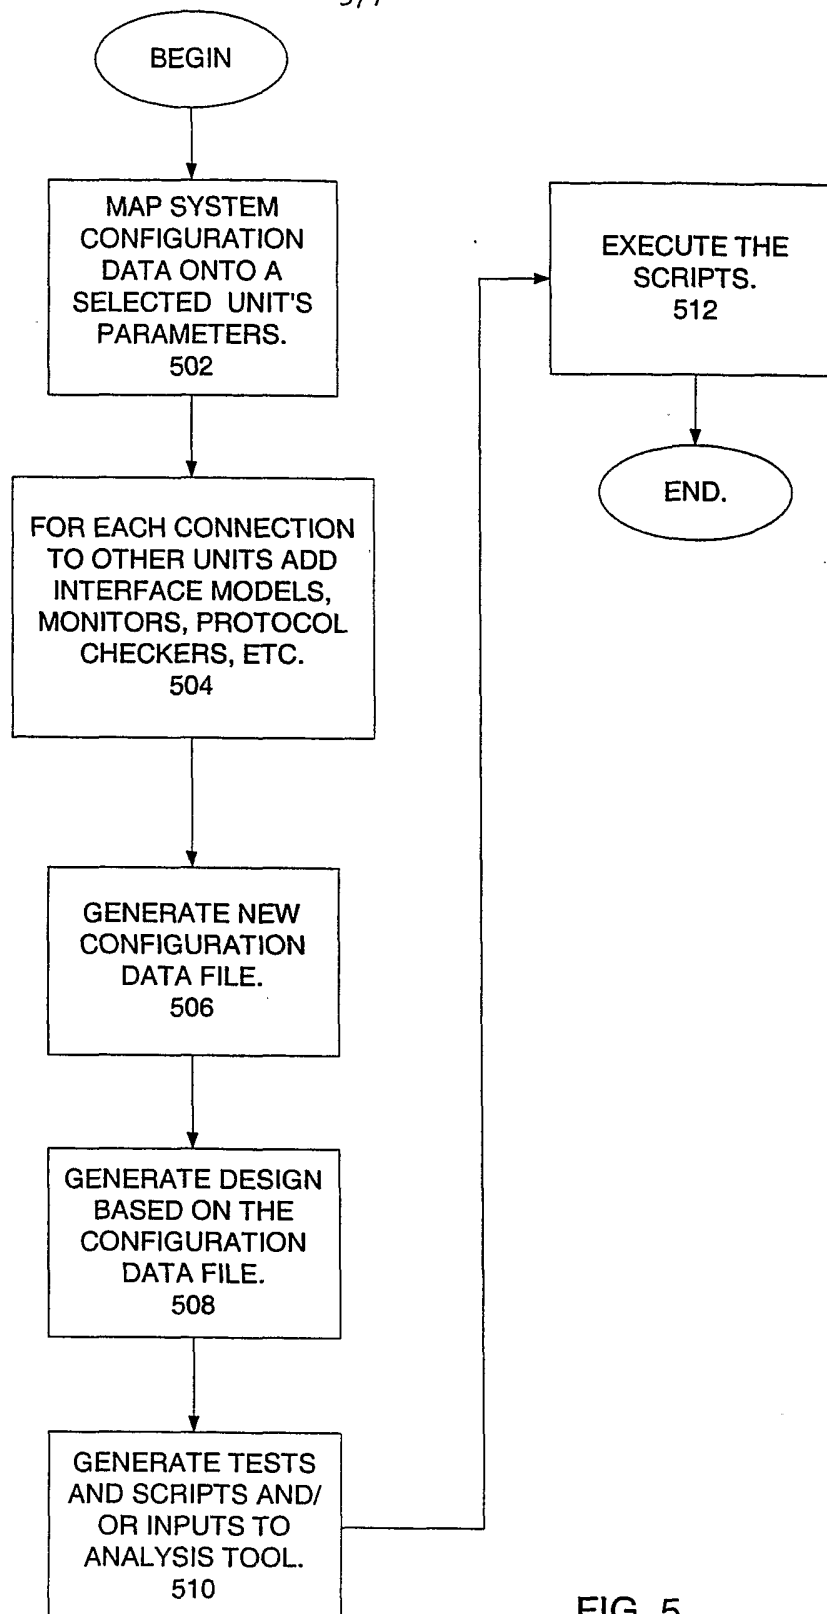 BEGIN
MAP SYSTEM
CONFIGURATION
DATA ONTO A
SELECTED UNIT'S
PARAMETERS.
502
FOR EACH CONNECTION
TO OTHER UNITS ADD
INTERFACE MODELS,
MONITORS, PROTOCOL
CHECKERS, ETC.
504
GENERATE NEW
CONFIGURATION
DATA FILE.
506
GENERATE DESIGN
BASED ON THE
CONFIGURATION
DATA FILE.
508
GENERATE TESTS
AND SCRIPTS AND/
OR INPUTS TO
ANALYSIS TOOL.
510
EXECUTE THE
SCRIPTS.
512
END.
FIG. 5